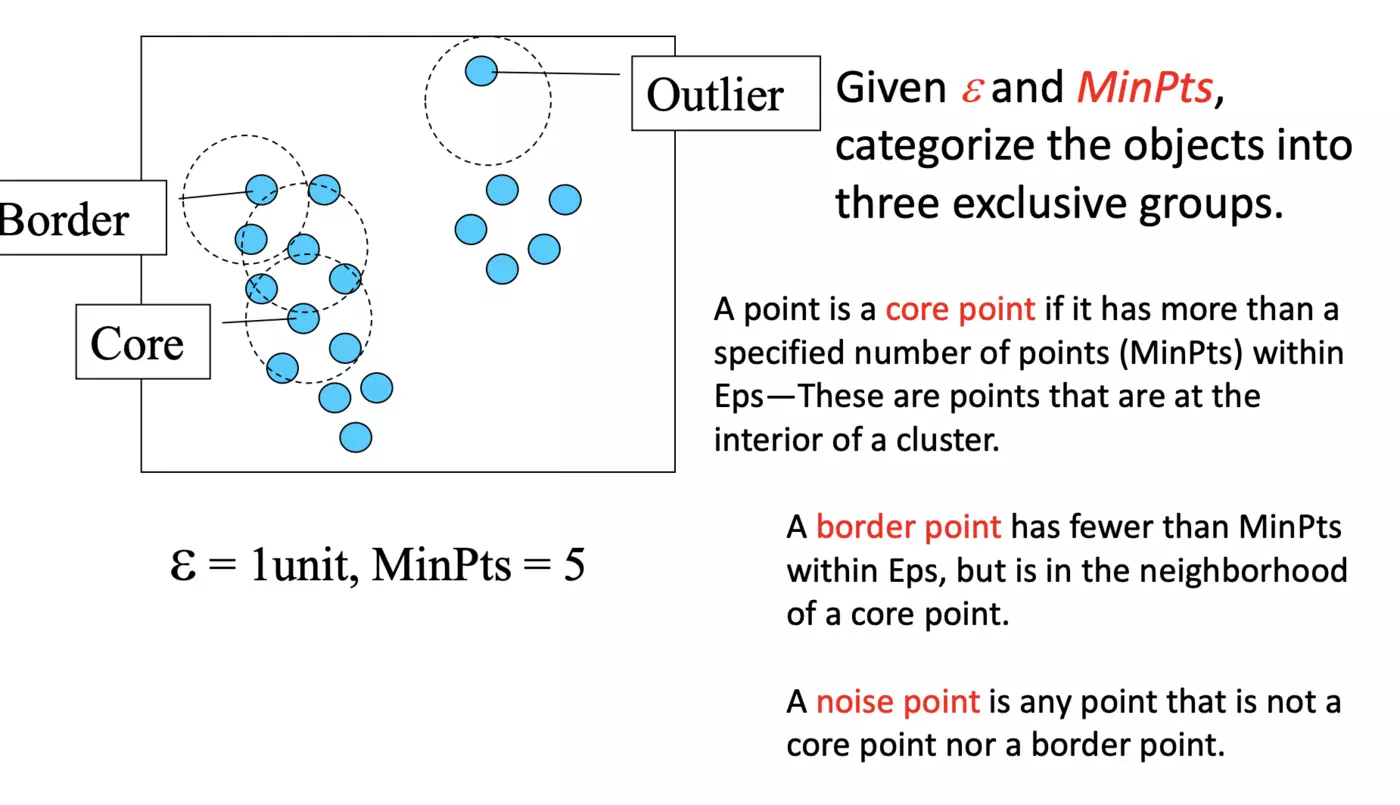 Outlier
Border
Core
ε = 1unit, MinPts = 5
Given ε and MinPts,
categorize the objects into
three exclusive groups.
A point is a core point if it has more than a
specified number of points (MinPts) within
Eps—These are points that are at the
interior of a cluster.
A border point has fewer than MinPts
within Eps, but is in the neighborhood
of a core point.
A noise point is any point that is not a
core point nor a border point.